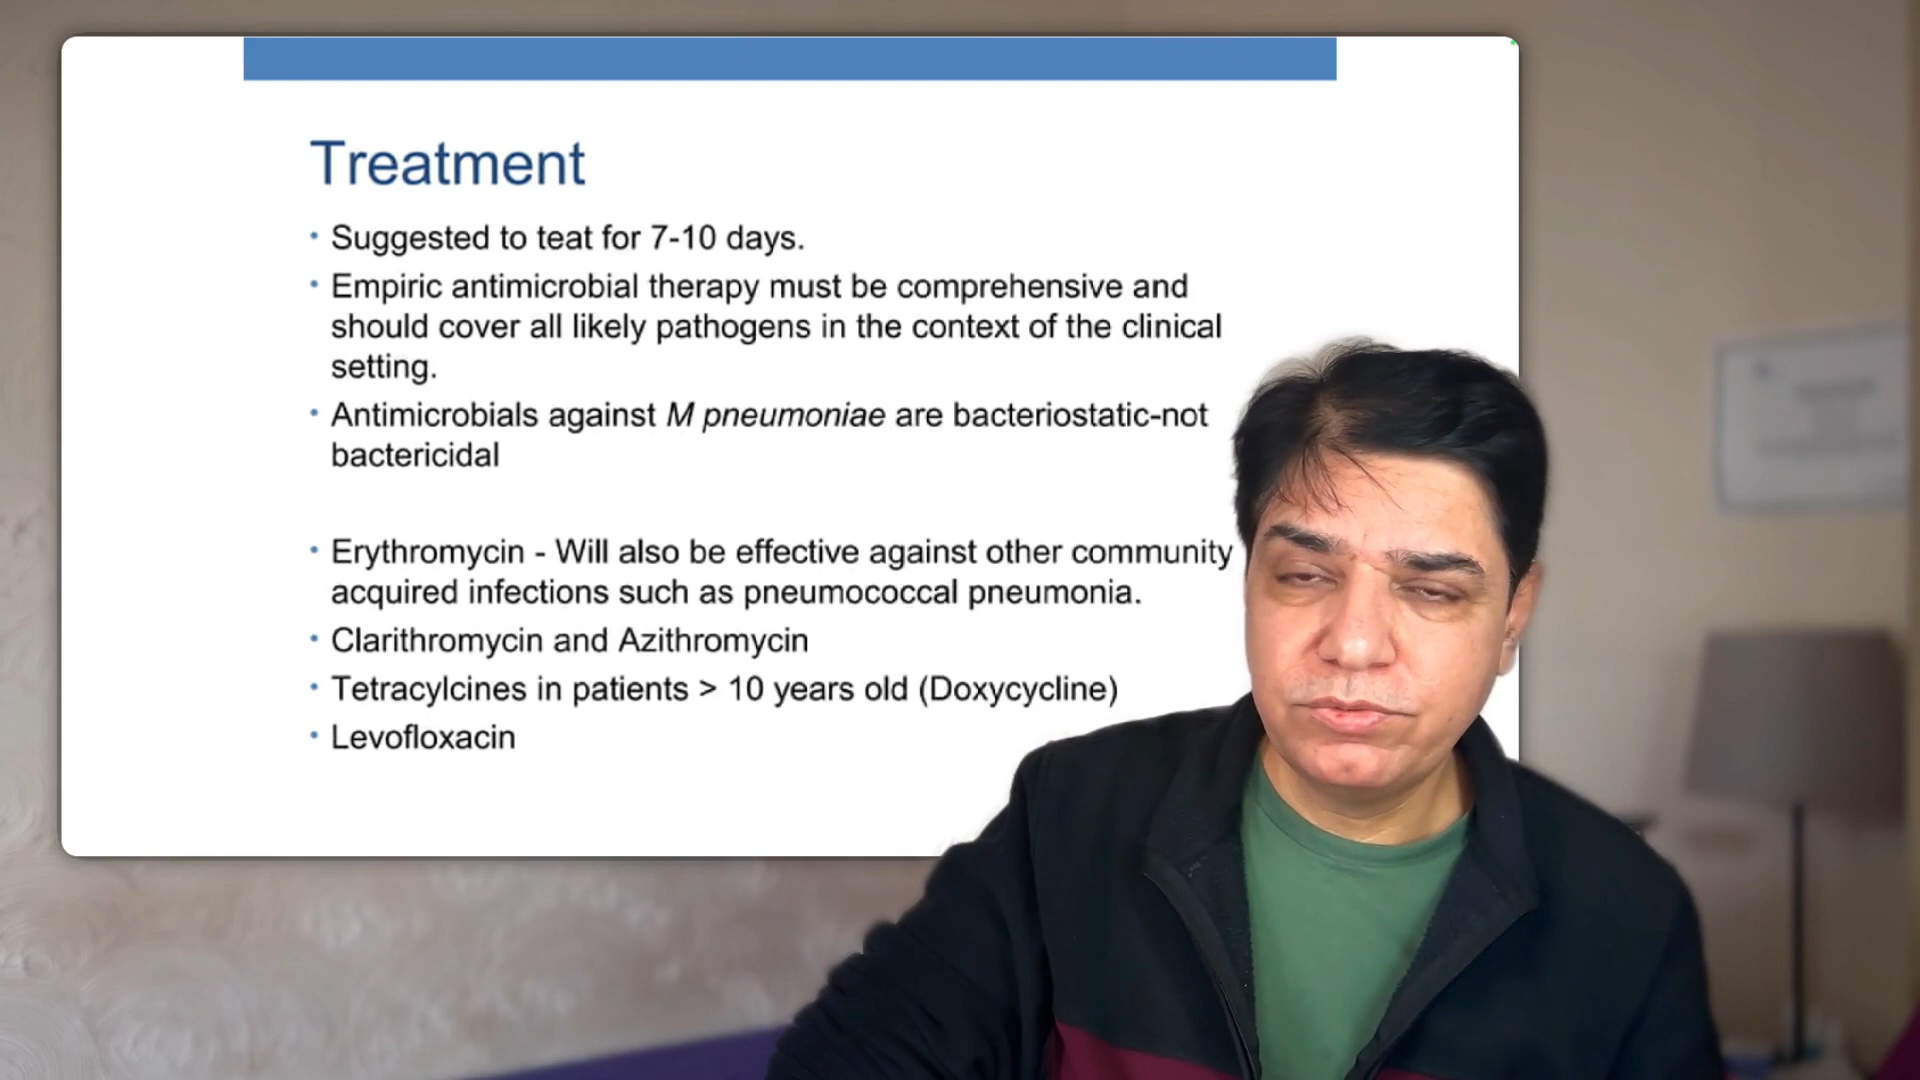 Treatment
• Suggested to teat for 7-10 days.
• Empiric antimicrobial therapy must be comprehensive and
should cover all likely pathogens in the context of the clinical
setting.
• Antimicrobials against M pneumoniae are bacteriostatic-not
bactericidal
• Erythromycin - Will also be effective against other community
acquired infections such as pneumococcal pneumonia.
• Clarithromycin and Azithromycin
• Tetracylcines in patients > 10 years old (Doxycycline)
• Levofloxacin